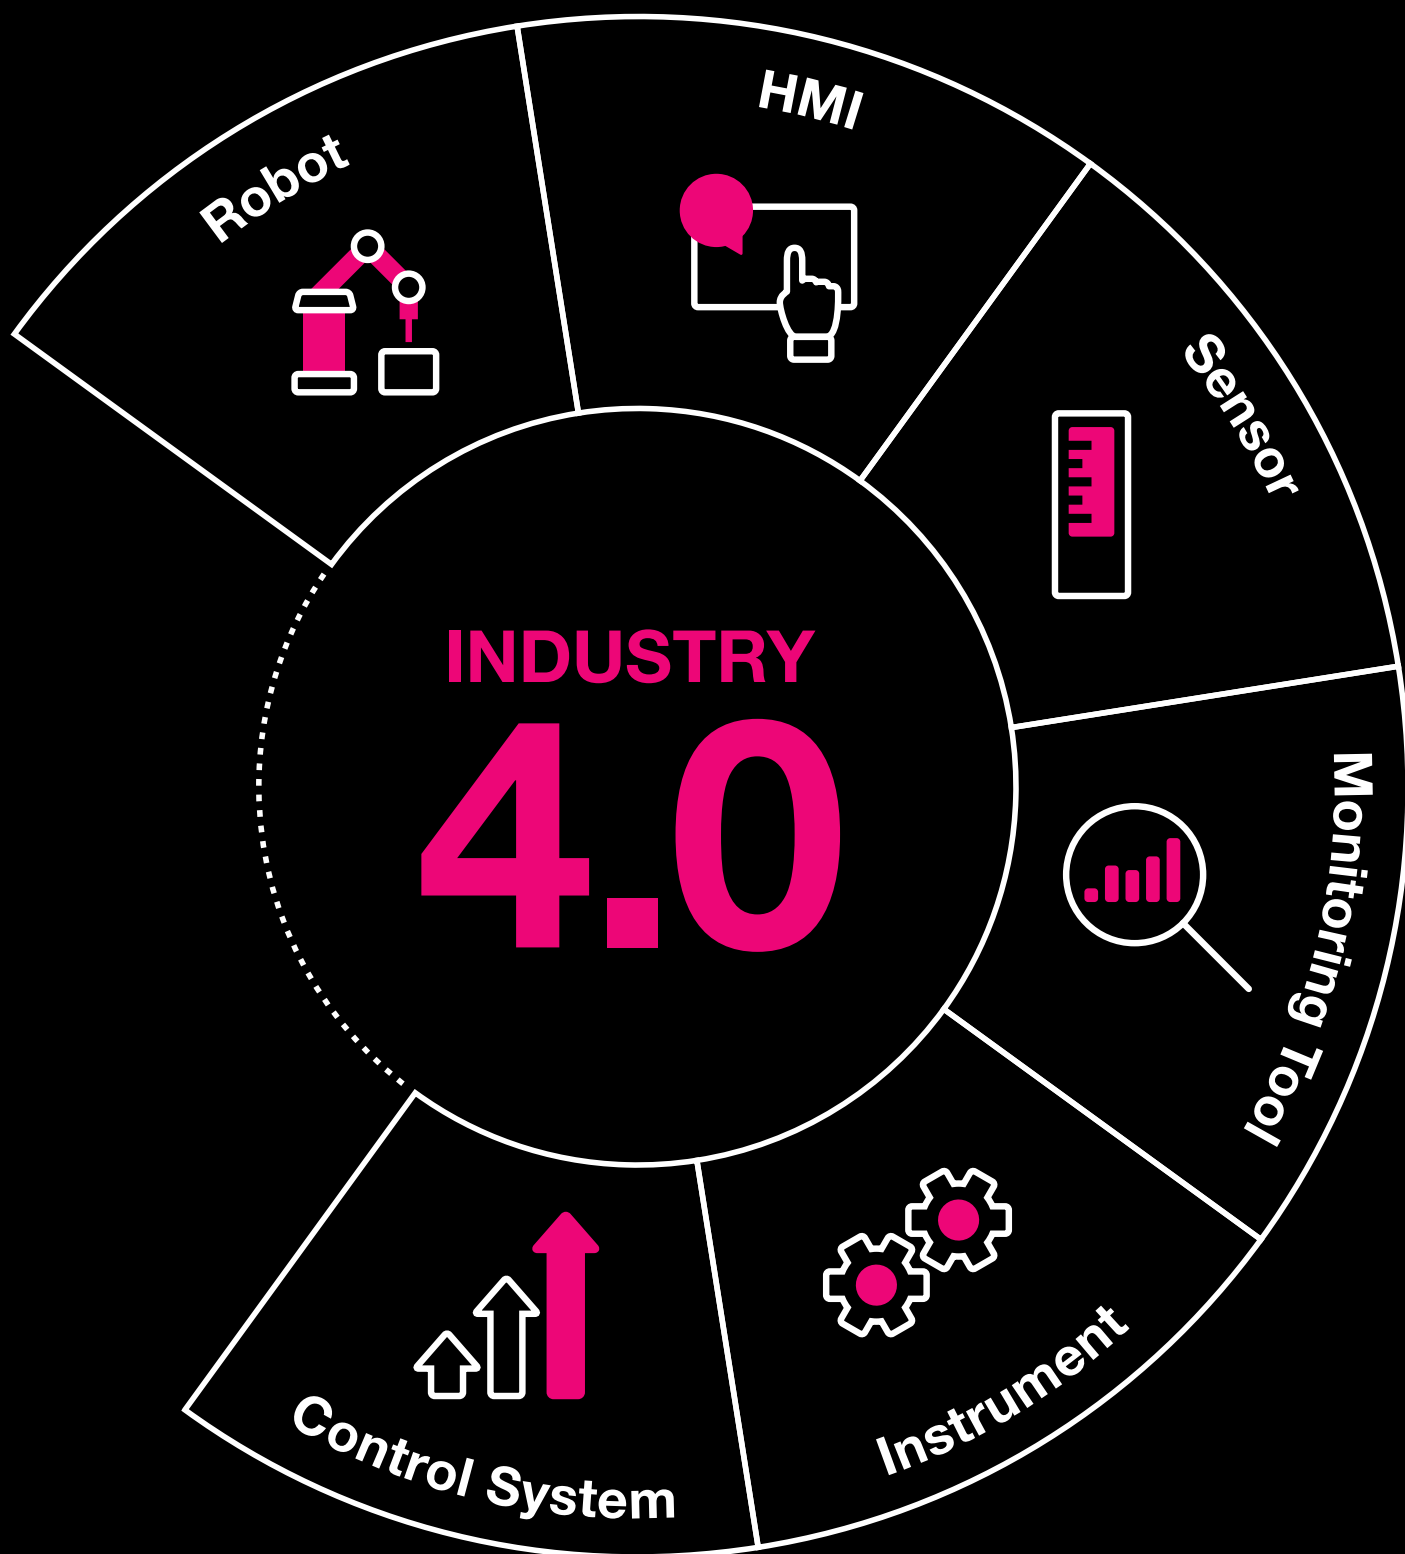 Robot
HMI
Sensor
Monitoring Tool
Instrument
Control System
INDUSTRY
4.0